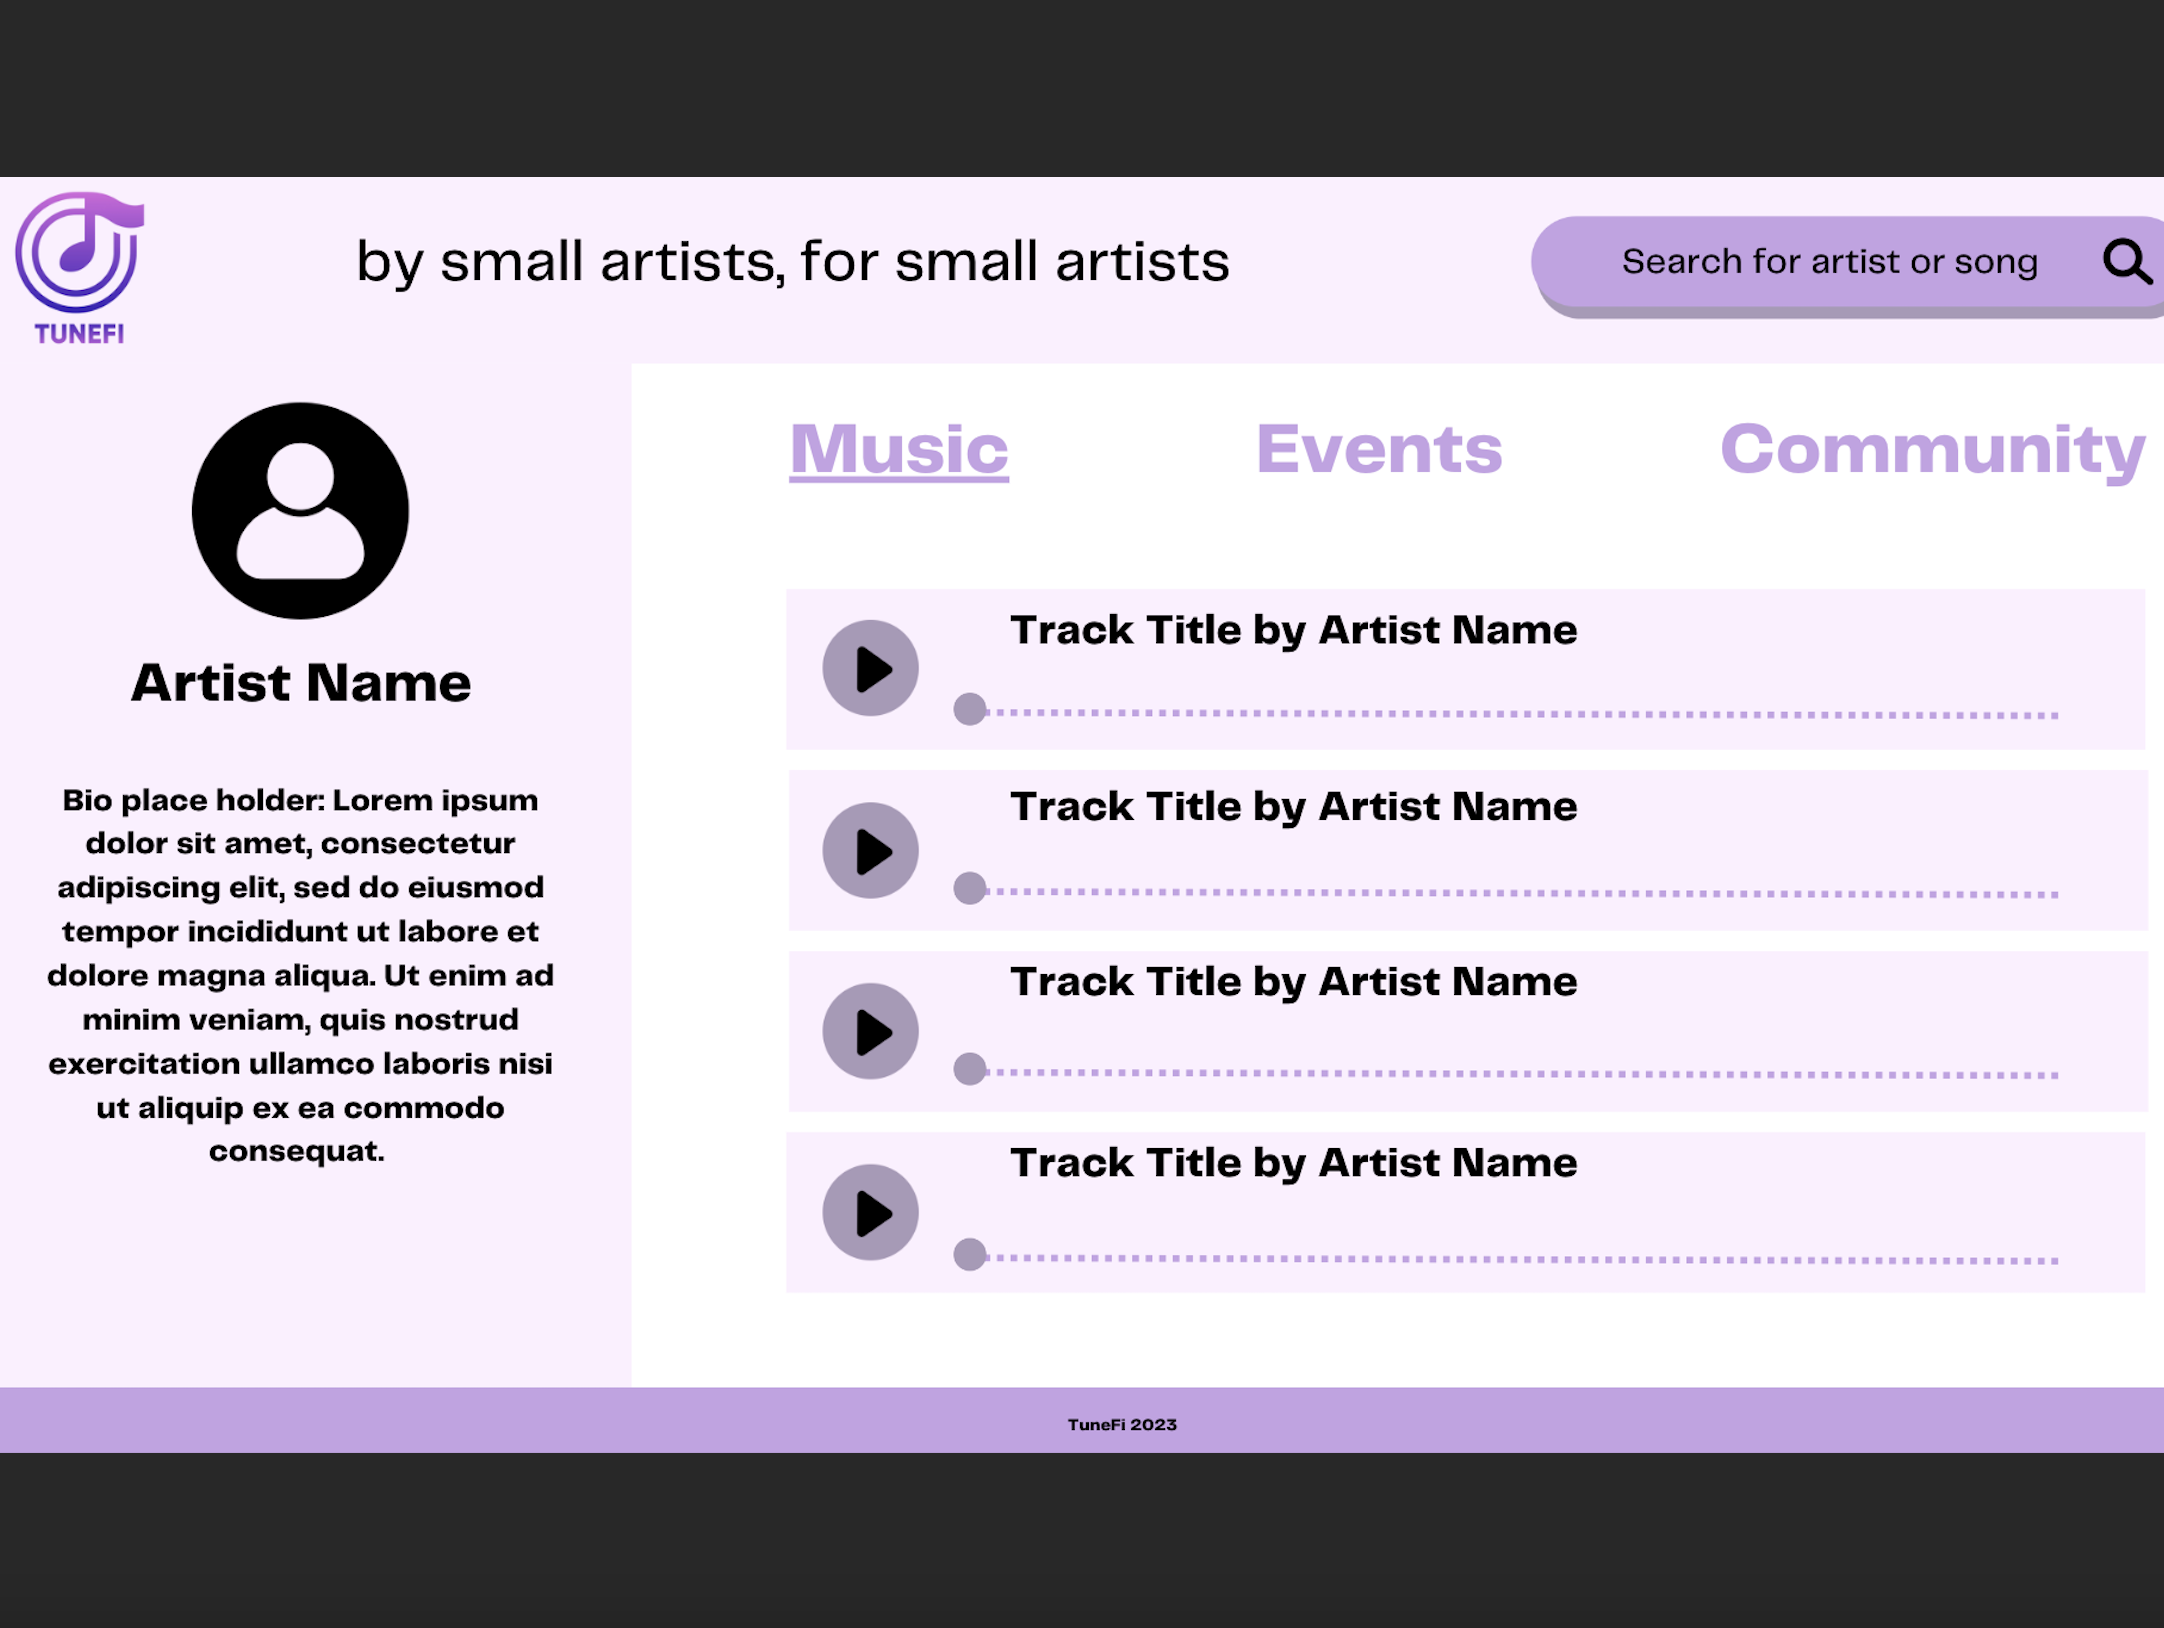 TUNEFI
by small artists, for small artists
Search for artist or song
Artist Name
Bio place holder: Lorem ipsum
dolor sit amet, consectetur
adipiscing elit, sed do eiusmod
tempor incididunt ut labore et
dolore magna aliqua. Ut enim ad
minim veniam, quis nostrud
exercitation ullamco laboris nisi
ut aliquip ex ea commodo
consequat.
Music
Events
Community
Track Title by Artist Name
Track Title by Artist Name
Track Title by Artist Name
Track Title by Artist Name
TuneFi 2023